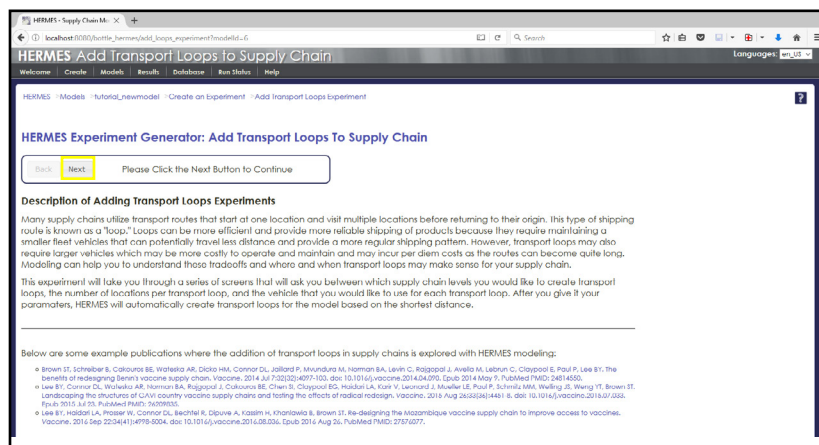 HERMES - Supply Chain Mo
localhost:8080/bottle_hermes/add_loops_experiment?modelId=6
Search
HERMES Add Transport Loops to Supply Chain
Languages: en_US
Welcome Create Models Results Database Run Status Help
HERMES >Models >tutorial_newmodel >Create an Experiment >Add Transport Loops Experiment
?
HERMES Experiment Generator: Add Transport Loops To Supply Chain
Back Next Please Click the Next Button to Continue
Description of Adding Transport Loops Experiments
Many supply chains utilize transport routes that start at one location and visit multiple locations before returning to their origin. This type of shipping
route is known as a "loop." Loops can be more efficient and provide more reliable shipping of products because they require maintaining a
smaller fleet vehicles that can potentially travel less distance and provide a more regular shipping pattern. However, transport loops may also
require larger vehicles which may be more costly to operate and maintain and may incur per diem costs as the routes can become quite long.
Modeling can help you to understand those tradeoffs and where and when transport loops may make sense for your supply chain.
This experiment will take you through a series of screens that will ask you between which supply chain levels you would like to create transport
loops, the number of locations per transport loop, and the vehicle that you would like to use for each transport loop. After you give it your
paramaters, HERMES will automatically create transport loops for the model based on the shortest distance.
Below are some example publications where the addition of transport loops in supply chains is explored with HERMES modeling:
Brown ST, Schreiber B, Cakouros BE, Wateska AR, Dicko HM, Connor DL, Jaillard P, Mvundura M, Norman BA, Levin C, Rajgopal J, Avella M, Lebrun C, Claypool E, Paul P, Lee BY. The
benefits of redesigning Benin's vaccine supply chain. Vaccine. 2014 Jul 7;32(32):4097-103. doi: 10.1016/j.vaccine.2014.04.090. Epub 2014 May 9. PubMed PMID: 24814550.
Lee BY, Connor DL, Wateska AR, Norman BA, Rajgopal J, Cakouros BE, Chen SI, Claypool EG, Haidari LA, Karir V, Leonard J, Mueller LE, Paul P, Schmitz MM, Welling JS, Weng YT, Brown ST.
Landscaping the structures of GAVI country vaccine supply chains and testing the effects of radical redesign. Vaccine. 2015 Aug 26;33(36):4451-8. doi: 10.1016/j.vaccine.2015.07.033.
Epub 2015 Jul 23. PubMed PMID: 26209835.
Lee BY, Haidari LA, Prosser W, Connor DL, Bechtel R, Dipuve A, Kassim H, Khanlawia B, Brown ST. Re-designing the Mozambique vaccine supply chain to improve access to vaccines.
Vaccine. 2016 Sep 22;34(41):4998-5004. doi: 10.1016/j.vaccine.2016.08.036. Epub 2016 Aug 26. PubMed PMID: 27576077.